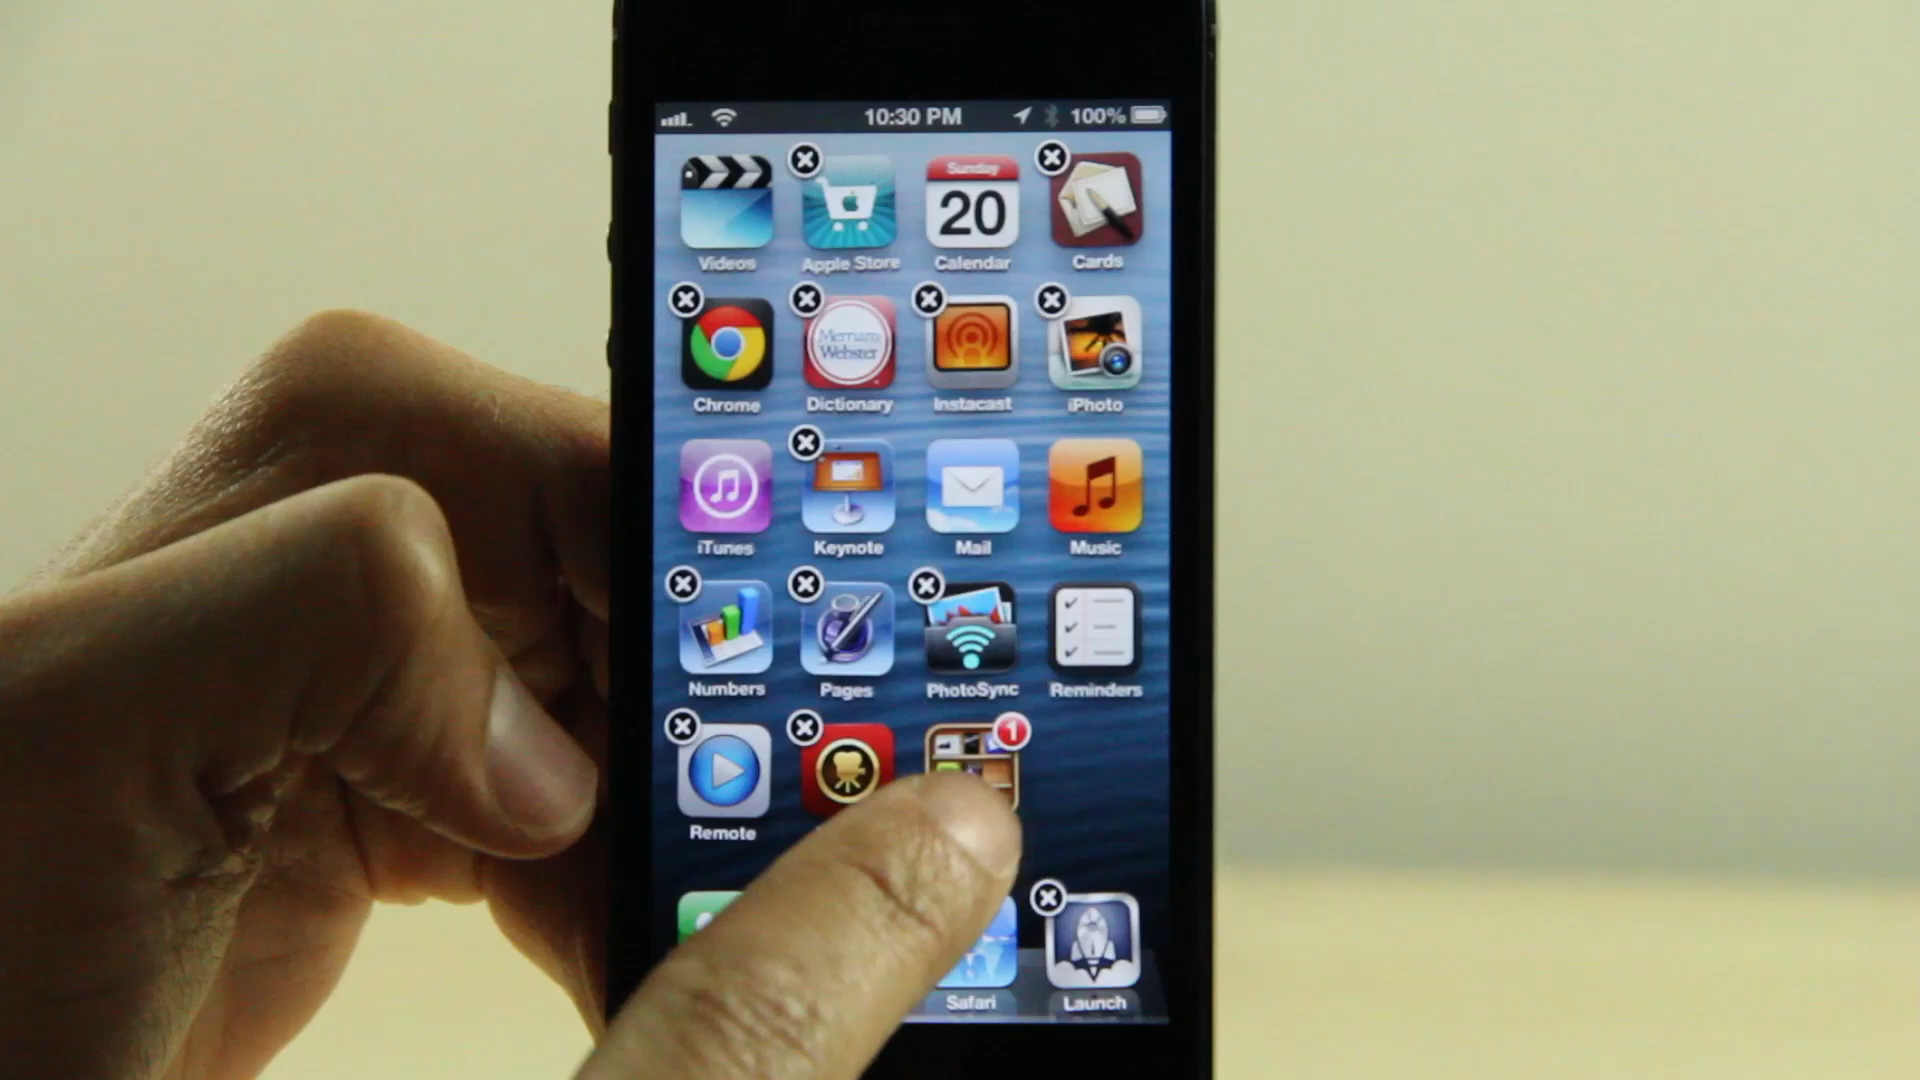 10:30 PM 100%
Sunday
20
Videos Apple Store Calendar Cards
Merriam
Webster
Chrome Dictionary Instacast iPhoto
iTunes Keynote Mail Music
Numbers Pages PhotoSync Reminders
1
Remote
Safari Launch